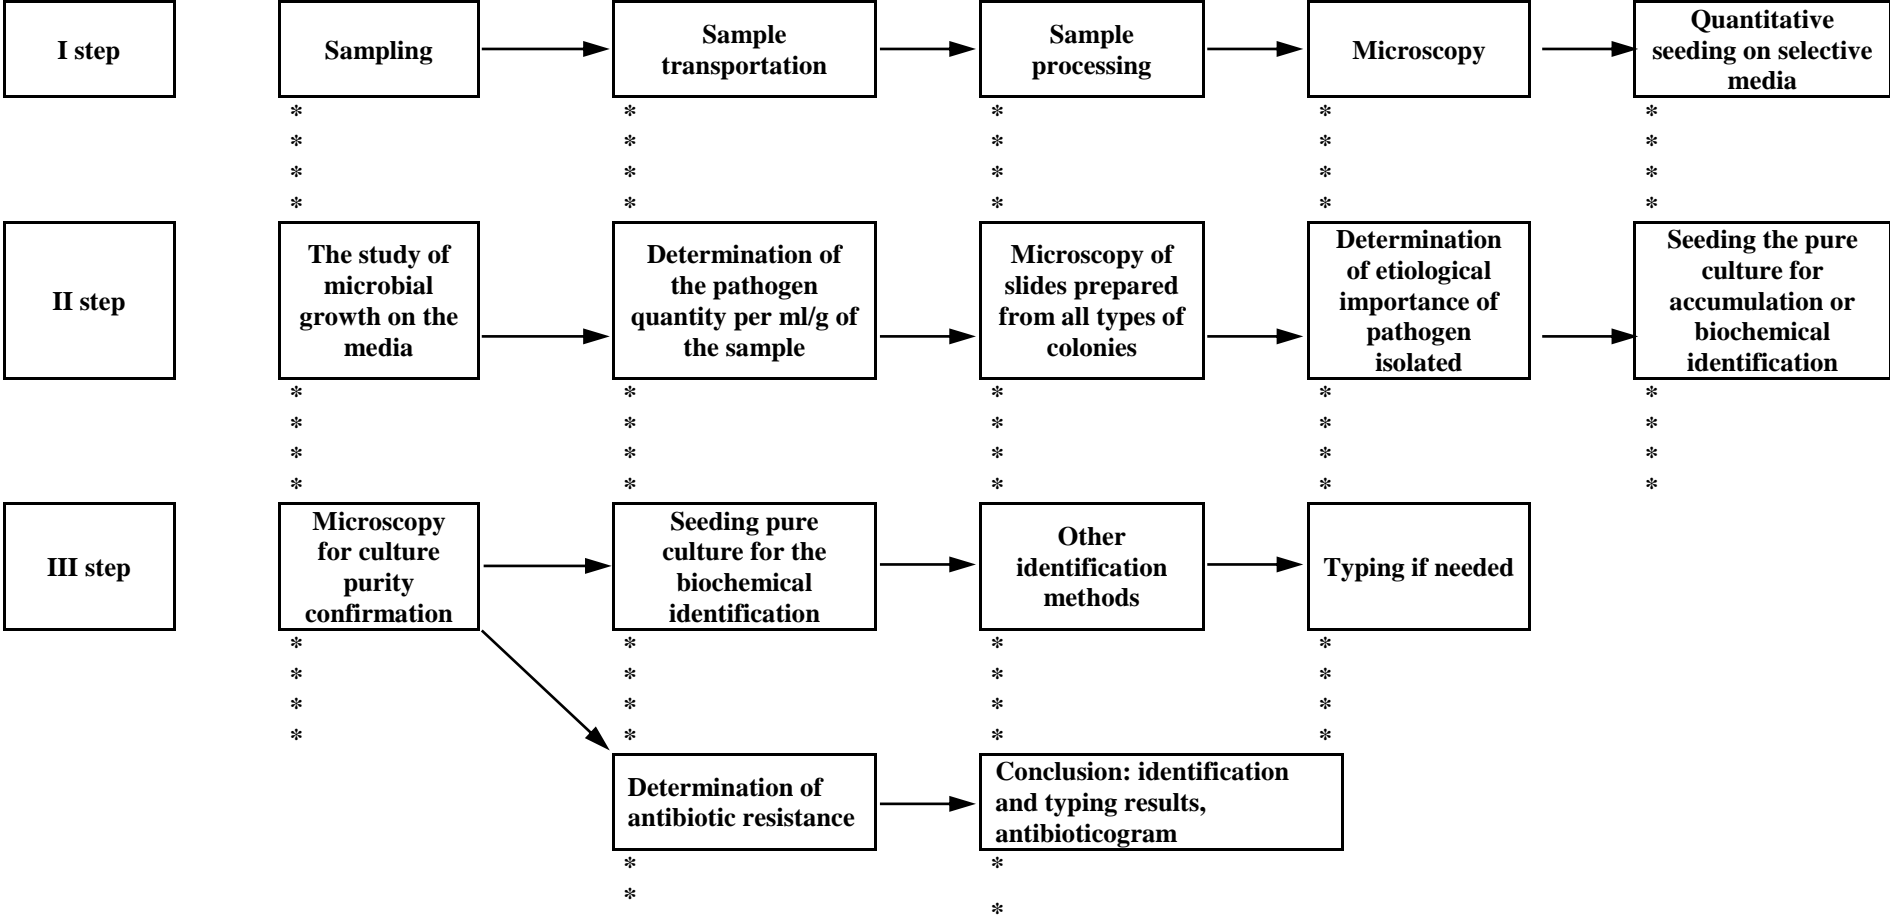 I step
Sampling
Sample
transportation
Sample
processing
Microscopy
Quantitative
seeding on selective
media
* * * * *
* * * * *
* * * * *
* * * * *
II step
The study of
microbial
growth on the
media
Determination of
the pathogen
quantity per ml/g of
the sample
Microscopy of
slides prepared
from all types of
colonies
Determination
of etiological
importance of
pathogen
isolated
Seeding the pure
culture for
accumulation or
biochemical
identification
* * * * *
* * * * *
* * * * *
* * * * *
III step
Microscopy
for culture
purity
confirmation
Seeding pure
culture for the
biochemical
identification
Other
identification
methods
Typing if needed
* * * *
* * * *
* * * *
* * * *
Determination of
antibiotic resistance
Conclusion: identification
and typing results,
antibioticogram
* *
*
*